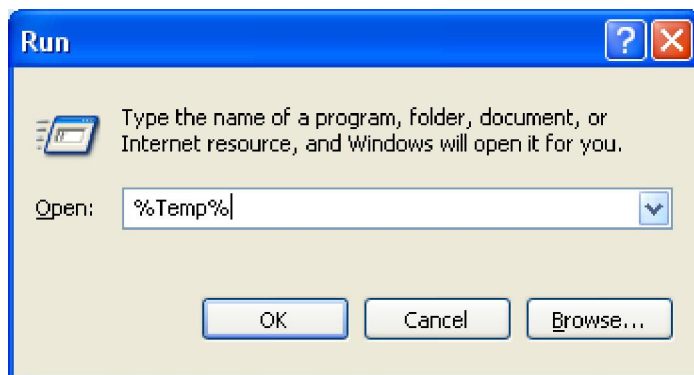 Run
Type the name of a program, folder, document, or
Internet resource, and Windows will open it for you.
Open: %Temp%
OK Cancel Browse...